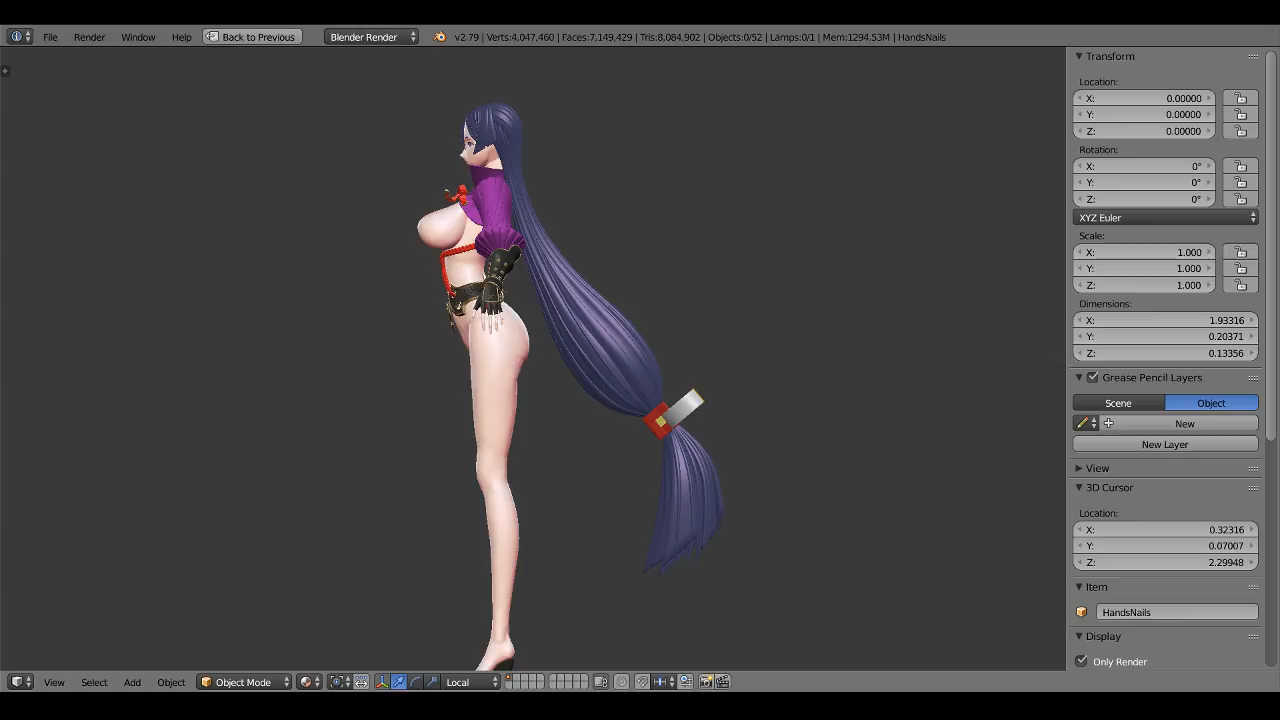 File Render Window Help Back to Previous Blender Render v2.79 | Verts:4,047,460 | Faces:7,149,429 | Tris:8,084,902 | Objects:0/52 | Lamps:0/1 | Mem:1294.53M | HandsNails
Transform
Location:
X: 0.00000
Y: 0.00000
Z: 0.00000
Rotation:
X: 0°
Y: 0°
Z: 0°
XYZ Euler
Scale:
X: 1.000
Y: 1.000
Z: 1.000
Dimensions:
X: 1.93316
Y: 0.20371
Z: 0.13356
Grease Pencil Layers
Scene Object
New
New Layer
View
3D Cursor
Location:
X: 0.32316
Y: 0.07007
Z: 2.29948
Item
HandsNails
Display
Only Render
View Select Add Object Object Mode Local